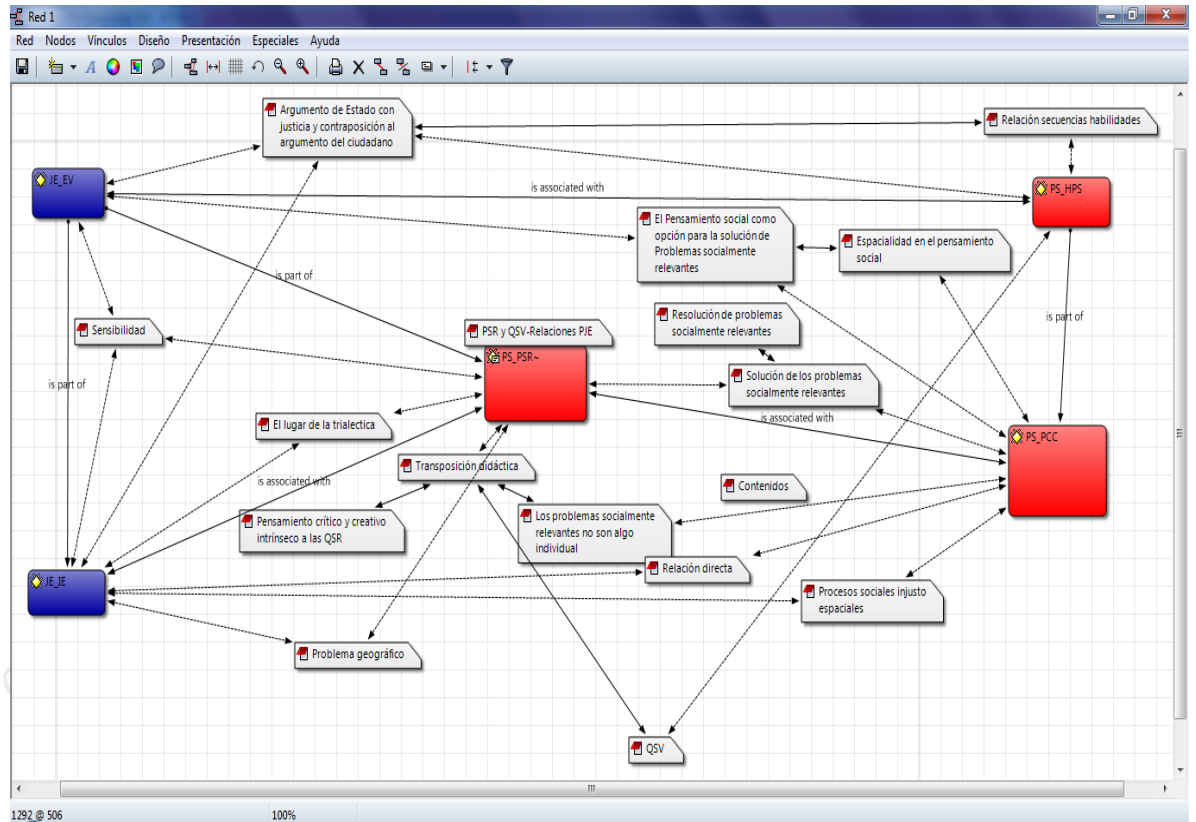 Red 1
Red Nodos Vínculos Diseño Presentación Especiales Ayuda
Argumento de Estado con
justicia y contraposición al
argumento del ciudadano
Relación secuencias habilidades
JE_EV
is associated with
PS_HPS
El Pensamiento social como
opción para la solución de
Problemas socialmente
relevantes
Espacialidad en el pensamiento
social
is part of
Sensibilidad
PSR y QSV-Relaciones PJE
Resolución de problemas
socialmente relevantes
is part of
PS_PSR~
is part of
Solución de los problemas
socialmente relevantes
is associated with
El lugar de la trialectica
PS_PCC
Transposición didáctica
is associated with
Contenidos
Pensamiento crítico y creativo
intrínseco a las QSR
Los problemas socialmente
relevantes no son algo
individual
Relación directa
JE_IE
Procesos sociales injusto
espaciales
Problema geográfico
QSV
1292 @ 506
100%